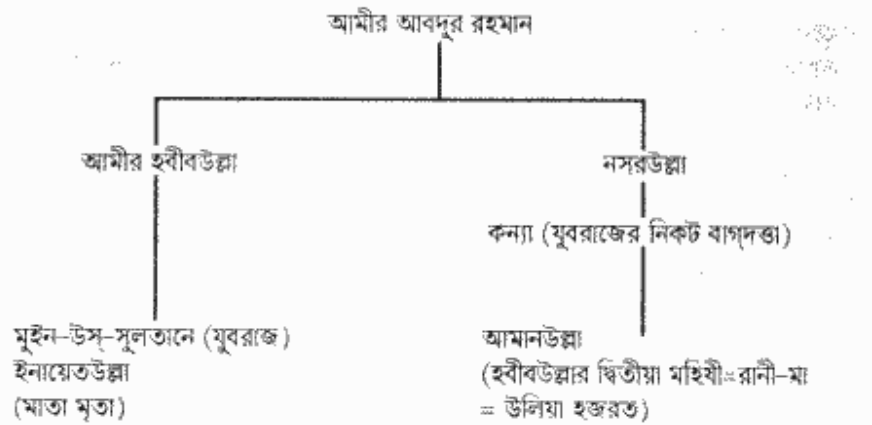 আমীর আবদুর রহমান
আমীর হবীবউল্লা
নসরউল্লা
কন্যা (যুবরাজের নিকট বাগ্‌দত্তা)
মুইন-উস্-সুলতানে (যুবরাজ)
ইনায়েতউল্লা
(মাতা মৃতা)
আমানউল্লা
(হবীবউল্লার দ্বিতীয়া মহিষী=রানী-মা
= উলিয়া হজরত)